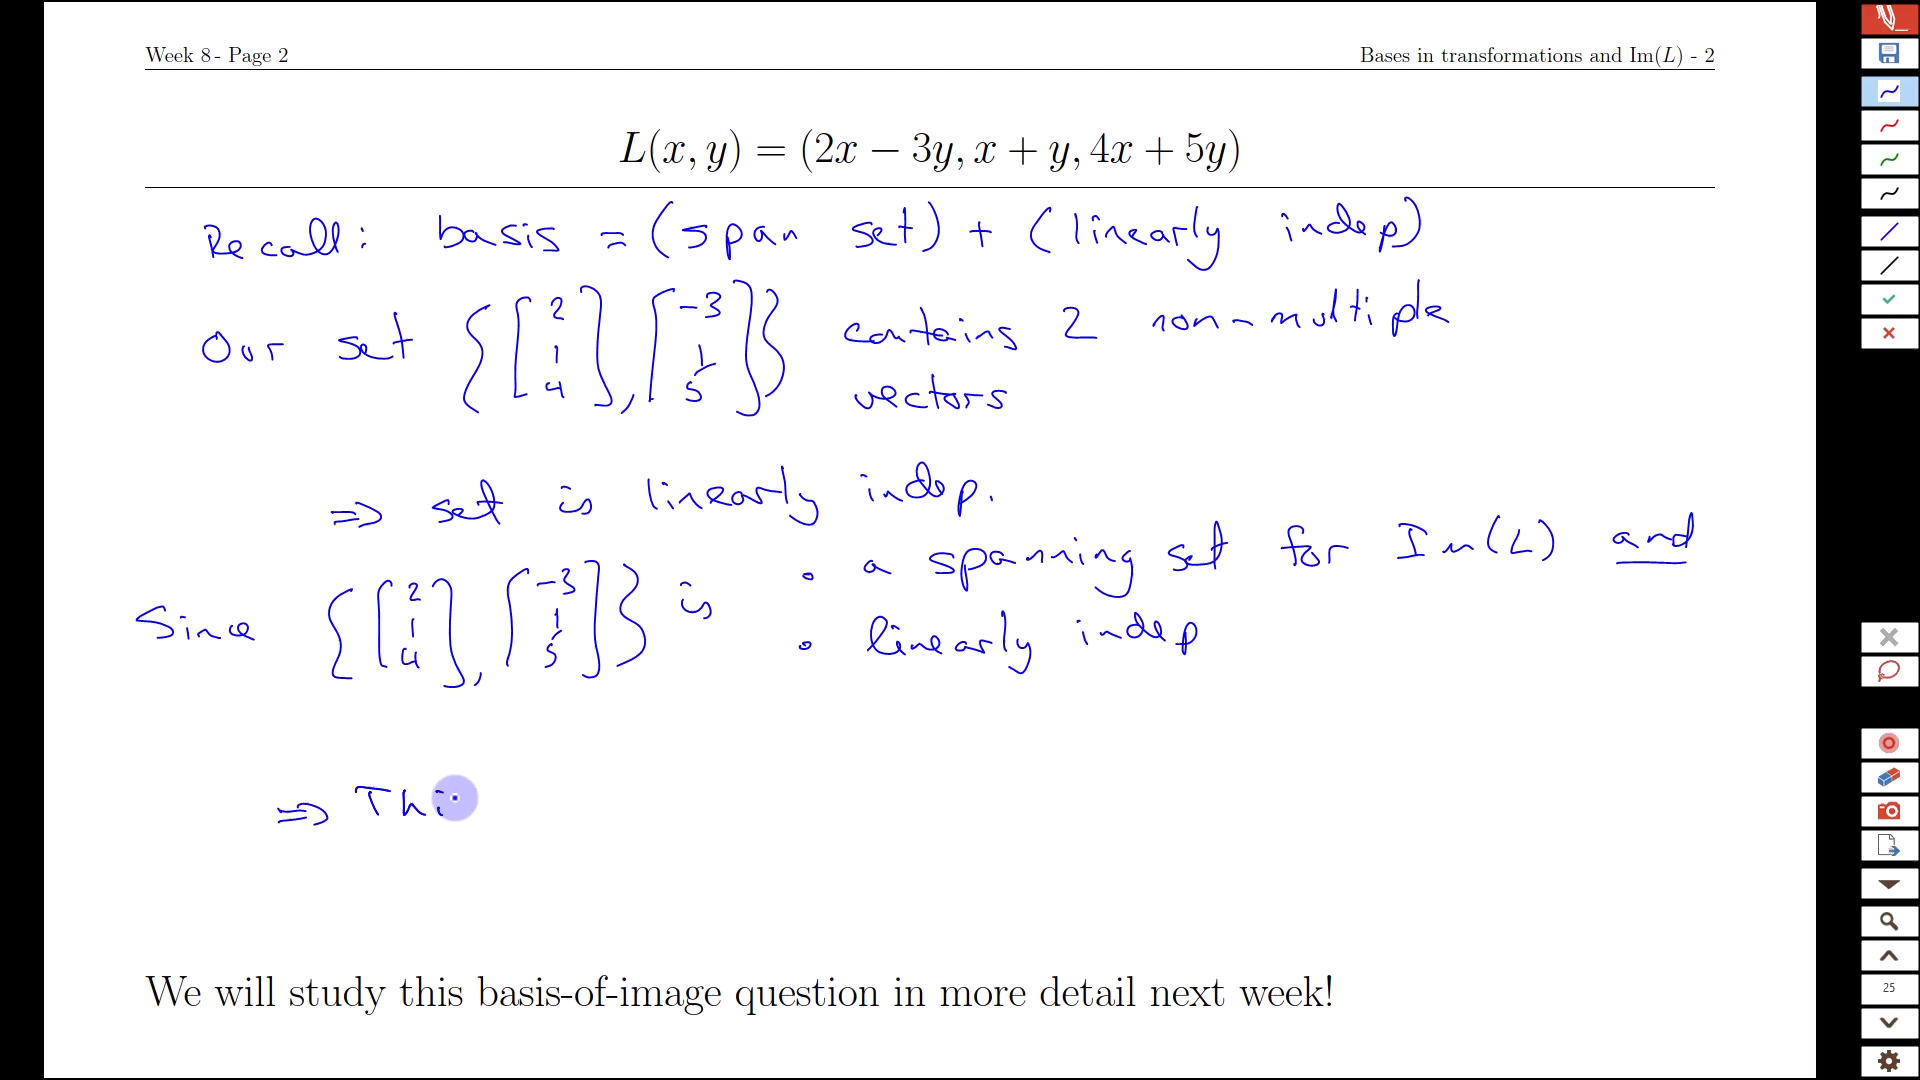 Week 8 - Page 2
Bases in transformations and Im(L) - 2
L(x, y) = (2x − 3y, x + y, 4x + 5y)
Recall: basis = (span set) + (linearly indep)
Our set {[2 1 4], [-3 1 5]} contains 2 non-multiple
vectors
⇒ set is linearly indep.
Since {[2 1 4], [-3 1 5]} is
• a spanning set for Im(L) and
• linearly indep
⇒ Thi
We will study this basis-of-image question in more detail next week!
25